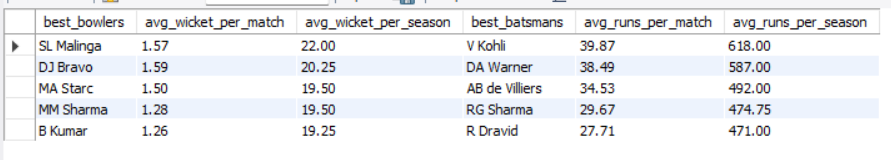 best_bowlers avg_wicket_per_match avg_wicket_per_season best_batsmans avg_runs_per_match avg_runs_per_season
SL Malinga 1.57 22.00 V Kohli 39.87 618.00
DJ Bravo 1.59 20.25 DA Warner 38.49 587.00
MA Starc 1.50 19.50 AB de Villiers 34.53 492.00
MM Sharma 1.28 19.50 RG Sharma 29.67 474.75
B Kumar 1.26 19.25 R Dravid 27.71 471.00